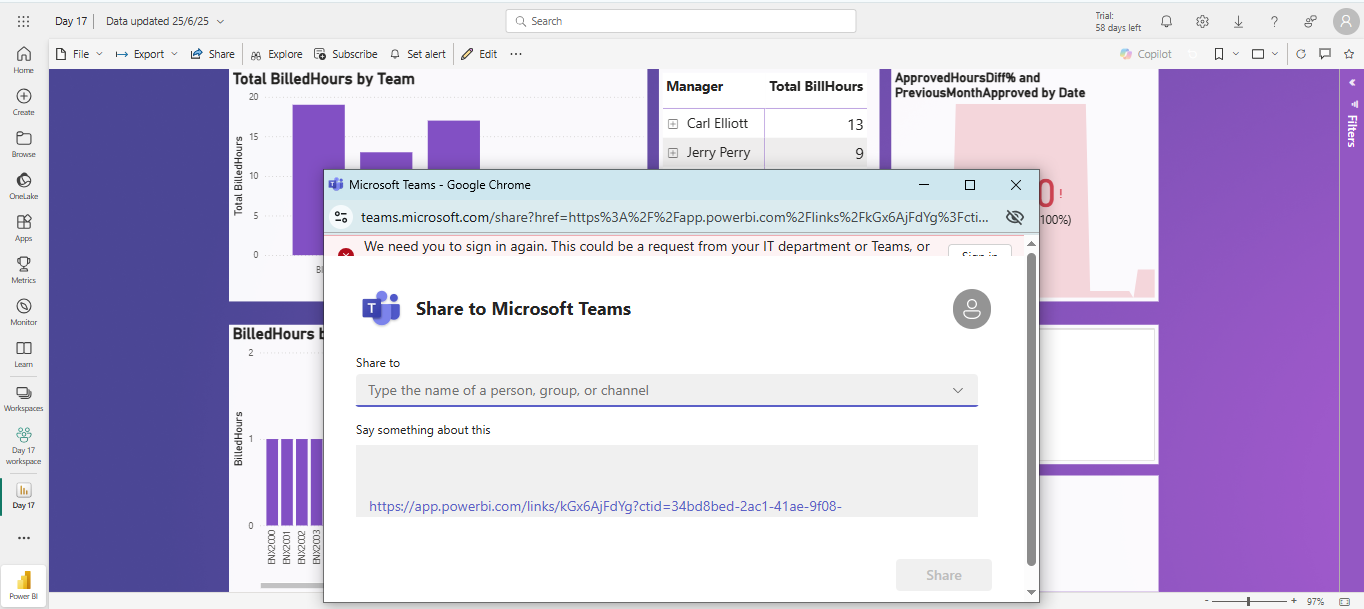 Day 17
Data updated 25/6/25
Search
Trial:
58 days left
File
Export
Share
Explore
Subscribe
Set alert
Edit
Copilot
Home
Create
Browse
OneLake
Apps
Metrics
Monitor
Learn
Workspaces
Day 17
workspace
Day 17
Power BI
Total BilledHours by Team
Total BilledHours
20
15
10
5
0
Manager Total BillHours
Carl Elliott 13
Jerry Perry 9
ApprovedHoursDiff% and
PreviousMonthApproved by Date
0!
100%)
Filters
Microsoft Teams - Google Chrome
teams.microsoft.com/share?href=https%3A%2F%2Fapp.powerbi.com%2Flinks%2FkGx6AjFdYg%3Fcti...
We need you to sign in again. This could be a request from your IT department or Teams, or
Sign in
Share to Microsoft Teams
Share to
Type the name of a person, group, or channel
Say something about this
https://app.powerbi.com/links/kGx6AjFdYg?ctid=34bd8bed-2ac1-41ae-9f08-
Share
BilledHours b
BilledHours
2
1
0
BNX2000
BNX2001
BNX2002
BNX2003
- + 97%